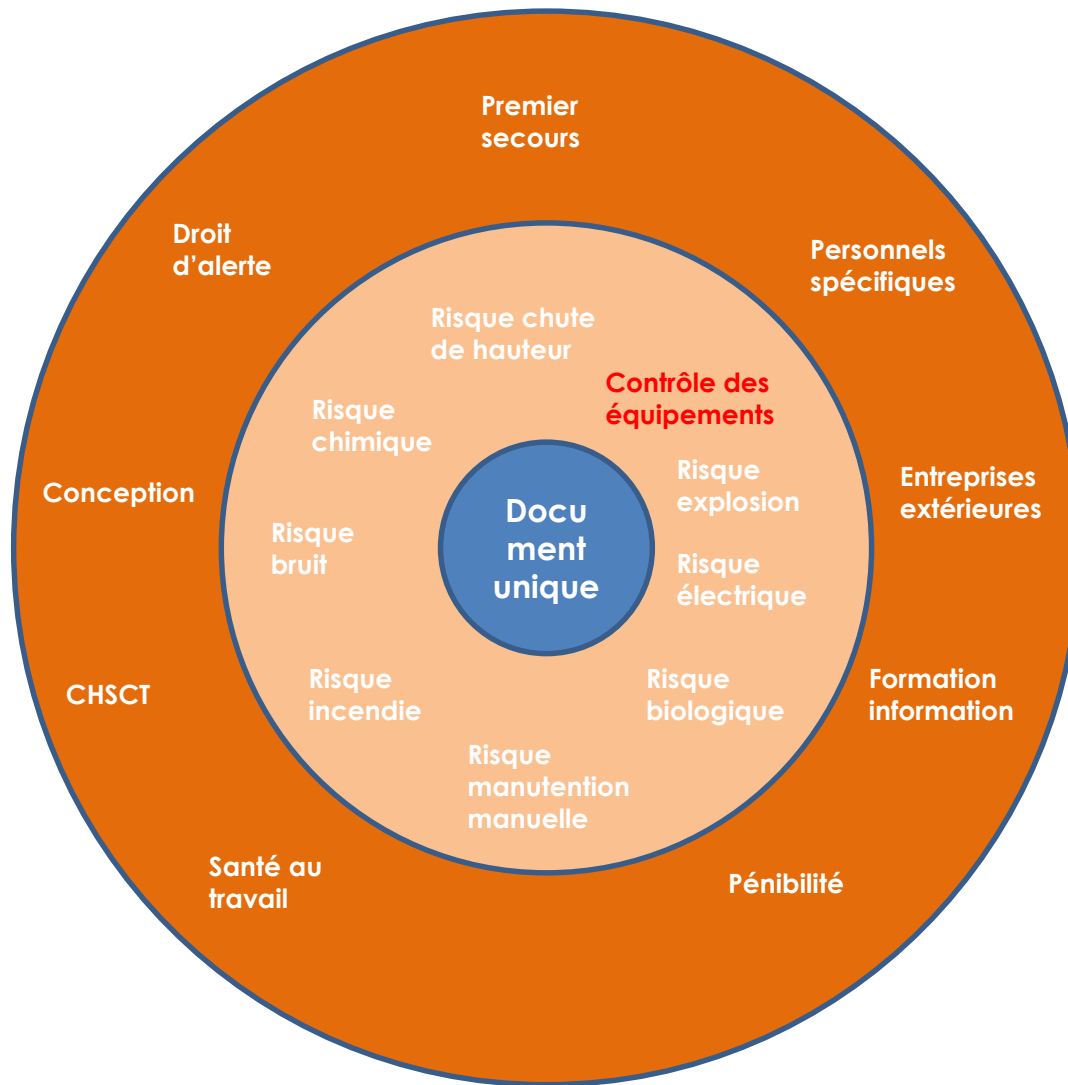 Premier
secours
Droit
d’alerte
Personnels
spécifiques
Risque chute
de hauteur
Contrôle des
équipements
Risque
chimique
Conception
Risque
explosion
Entreprises
extérieures
Risque
bruit
Docu
ment
unique
Risque
électrique
CHSCT
Risque
incendie
Risque
biologique
Formation
information
Risque
manutention
manuelle
Santé au
travail
Pénibilité